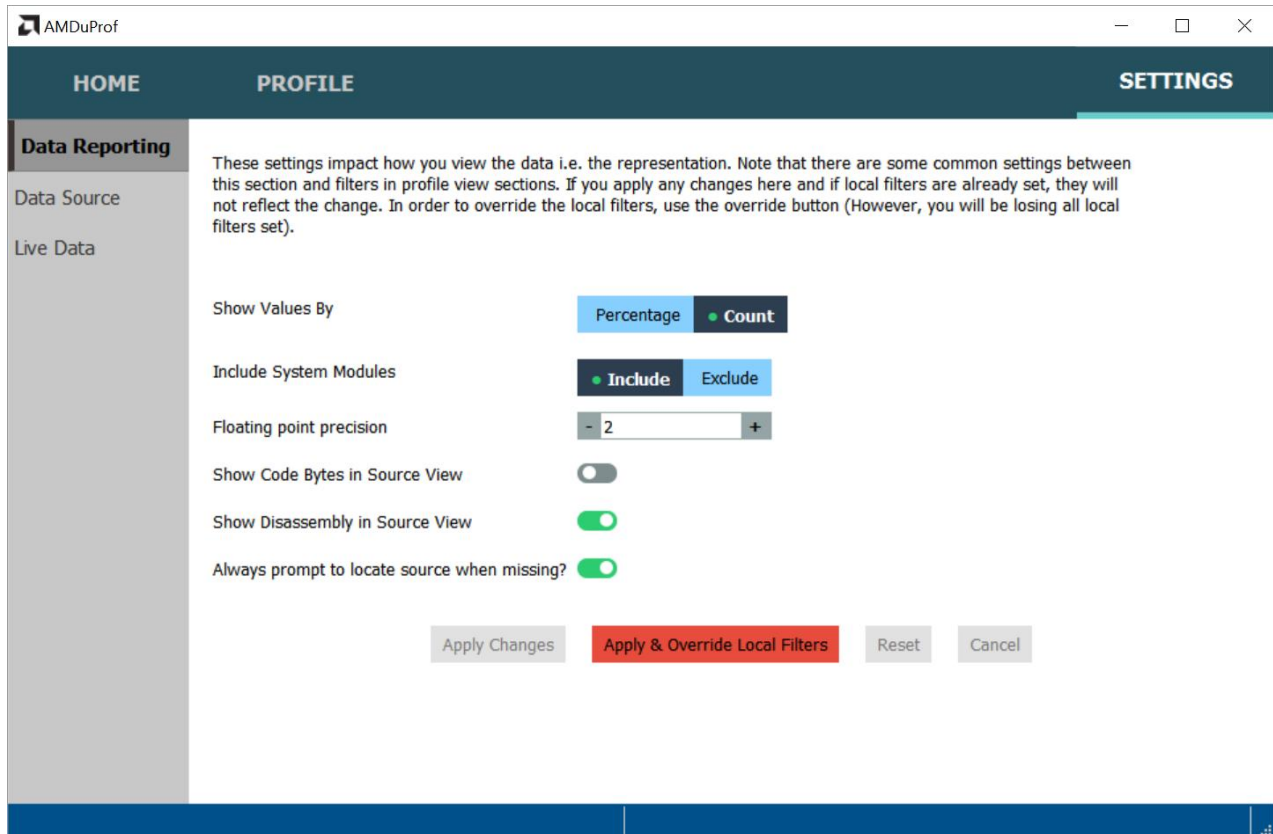 AMDuProf
HOME
PROFILE
SETTINGS
Data Reporting
Data Source
Live Data
These settings impact how you view the data i.e. the representation. Note that there are some common settings between
this section and filters in profile view sections. If you apply any changes here and if local filters are already set, they will
not reflect the change. In order to override the local filters, use the override button (However, you will be losing all local
filters set).
Show Values By
Percentage
Count
Include System Modules
Include
Exclude
Floating point precision
- 2 +
Show Code Bytes in Source View
Show Disassembly in Source View
Always prompt to locate source when missing?
Apply Changes
Apply & Override Local Filters
Reset
Cancel